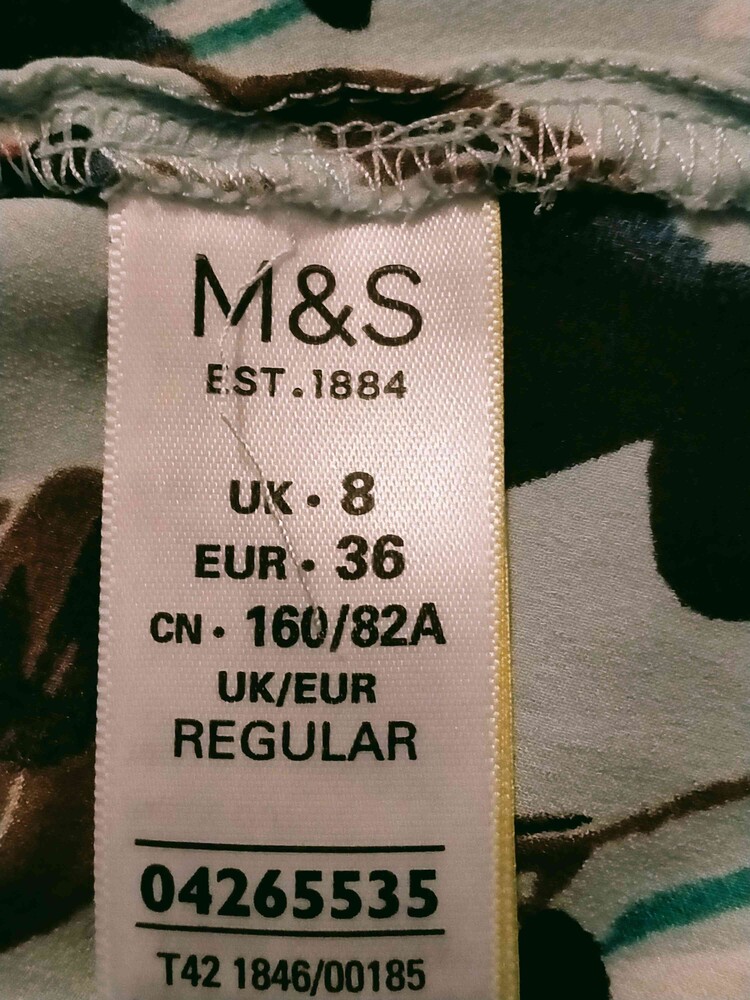 M&S
EST.1884
UK • 8
EUR • 36
CN • 160/82A
UK/EUR
REGULAR
04265535
T42 1846/00185